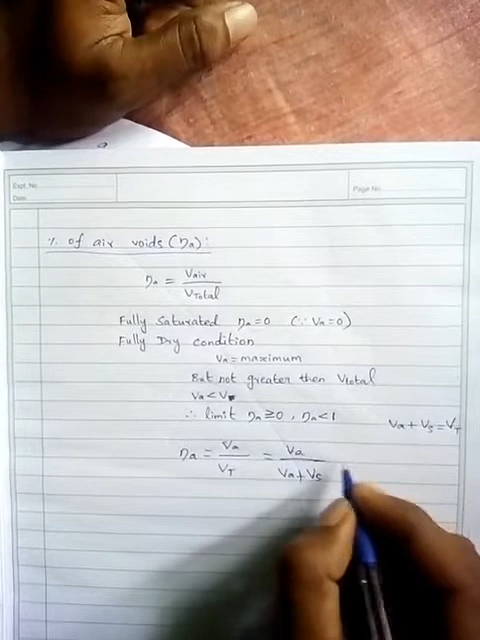 Expt. No.
Date
Page No.
% of air voids (ηa):
ηa = Vair / VTotal
Fully Saturated ηa = 0 (∵ Va = 0)
Fully Dry condition
Va = maximum
But not greater then Vtotal
Va < V
∴ limit ηa ≥ 0, ηa < 1
Va + Vs = VT
ηa = Va / VT = Va / Va + Vs